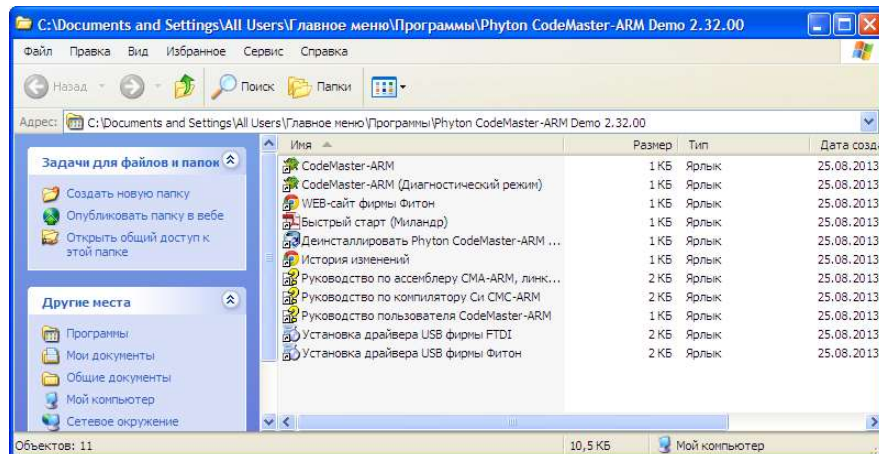 C:\Documents and Settings\All Users\Главное меню\Программы\Phyton CodeMaster-ARM Demo 2.32.00
Файл Правка Вид Избранное Сервис Справка
Назад Поиск Папки
Адрес: C:\Documents and Settings\All Users\Главное меню\Программы\Phyton CodeMaster-ARM Demo 2.32.00
Задачи для файлов и папок
Создать новую папку
Опубликовать папку в вебе
Открыть общий доступ к
этой папке
Другие места
Программы
Мои документы
Общие документы
Мой компьютер
Сетевое окружение
Имя Размер Тип Дата созда
CodeMaster-ARM 1 КБ Ярлык 25.08.2013
CodeMaster-ARM (Диагностический режим) 1 КБ Ярлык 25.08.2013
WEB-сайт фирмы Фитон 1 КБ Ярлык 25.08.2013
Быстрый старт (Миландр) 1 КБ Ярлык 25.08.2013
Деинсталлировать Phyton CodeMaster-ARM ... 1 КБ Ярлык 25.08.2013
История изменений 1 КБ Ярлык 25.08.2013
Руководство по ассемблеру CMA-ARM, линк... 2 КБ Ярлык 25.08.2013
Руководство по компилятору Си CMC-ARM 2 КБ Ярлык 25.08.2013
Руководство пользователя CodeMaster-ARM 1 КБ Ярлык 25.08.2013
Установка драйвера USB фирмы FTDI 2 КБ Ярлык 25.08.2013
Установка драйвера USB фирмы Фитон 2 КБ Ярлык 25.08.2013
Объектов: 11 10,5 КБ Мой компьютер